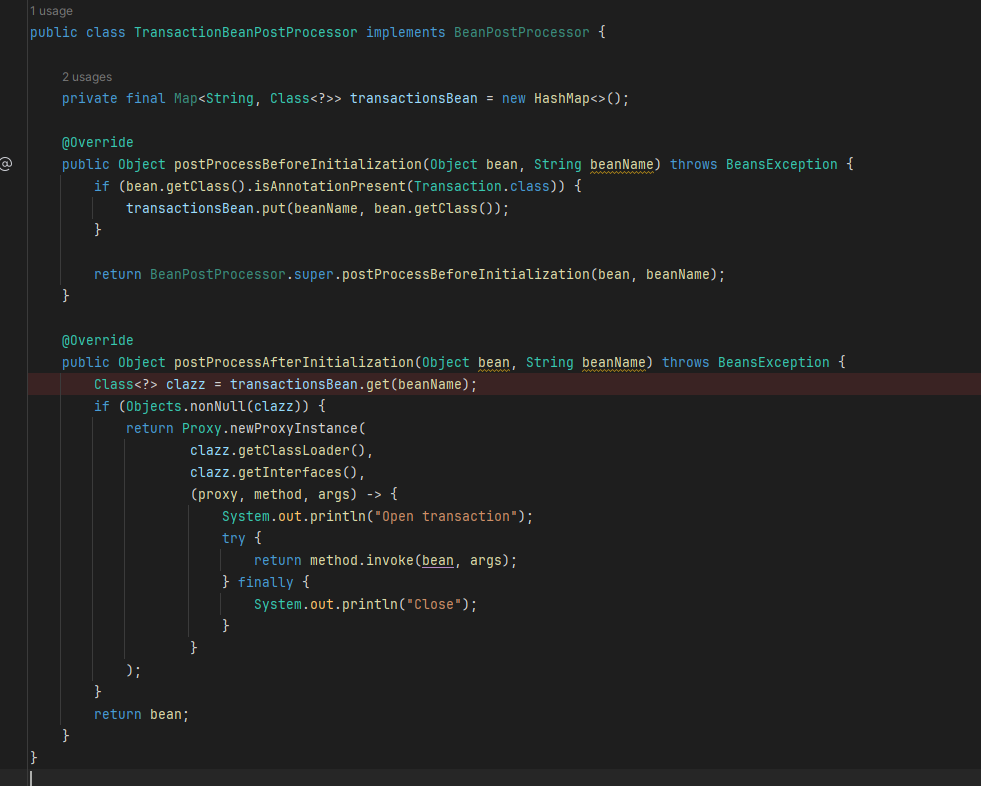 1 usage
public class TransactionBeanPostProcessor implements BeanPostProcessor {
2 usages
private final Map<String, Class<?>> transactionsBean = new HashMap<>();
@Override
@
public Object postProcessBeforeInitialization(Object bean, String beanName) throws BeansException {
if (bean.getClass().isAnnotationPresent(Transaction.class)) {
transactionsBean.put(beanName, bean.getClass());
}
return BeanPostProcessor.super.postProcessBeforeInitialization(bean, beanName);
}
@Override
public Object postProcessAfterInitialization(Object bean, String beanName) throws BeansException {
Class<?> clazz = transactionsBean.get(beanName);
if (Objects.nonNull(clazz)) {
return Proxy.newProxyInstance(
clazz.getClassLoader(),
clazz.getInterfaces(),
(proxy, method, args) -> {
System.out.println("Open transaction");
try {
return method.invoke(bean, args);
} finally {
System.out.println("Close");
}
}
);
}
return bean;
}
}